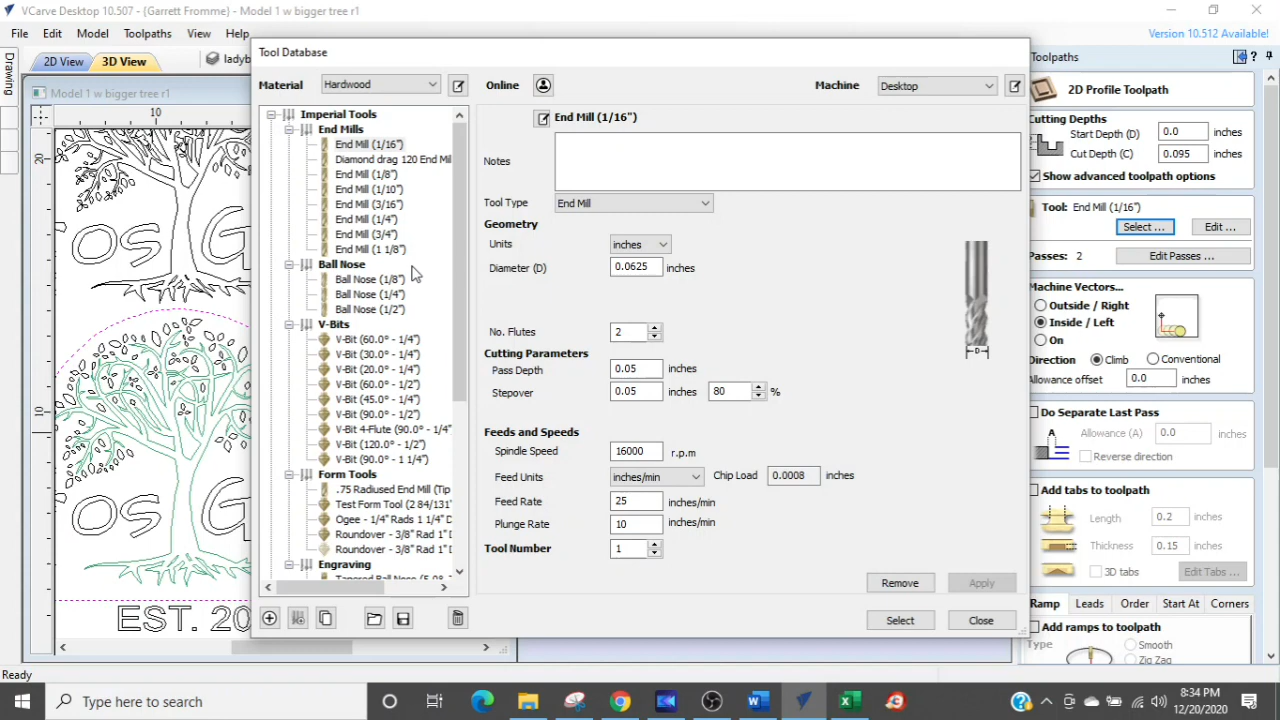 VCarve Desktop 10.507 - {Garrett Fromme} - Model 1 w bigger tree r1
File Edit Model Toolpaths View Help
Version 10.512 Available!
Drawing
2D View
3D View
ladyb
Model 1 w bigger tree r1
10
20
10
os G
os G
EST. 20
Tool Database
Material
Hardwood
Online
Machine
Desktop
Imperial Tools
End Mills
End Mill (1/16")
Diamond drag 120 End Mil
End Mill (1/8")
End Mill (1/10")
End Mill (3/16")
End Mill (1/4")
End Mill (3/4")
End Mill (1 1/8")
Ball Nose
Ball Nose (1/8")
Ball Nose (1/4")
Ball Nose (1/2")
V-Bits
V-Bit (60.0° - 1/4")
V-Bit (30.0° - 1/4")
V-Bit (20.0° - 1/4")
V-Bit (60.0° - 1/2")
V-Bit (45.0° - 1/4")
V-Bit (90.0° - 1/2")
V-Bit 4-Flute (90.0° - 1/4"
V-Bit (120.0° - 1/2")
V-Bit (90.0° - 1 1/4")
Form Tools
.75 Radiused End Mill (Tip
Test Form Tool (2 84/131"
Ogee - 1/4" Rads 1 1/4" D
Roundover - 3/8" Rad 1" D
Roundover - 3/8" Rad 1" D
Engraving
End Mill (1/16")
Notes
Tool Type
End Mill
Geometry
Units
inches
Diameter (D)
0.0625
inches
D
No. Flutes
2
Cutting Parameters
Pass Depth
0.05
inches
Stepover
0.05
inches
80
%
Feeds and Speeds
Spindle Speed
16000
r.p.m
Feed Units
inches/min
Chip Load
0.0008
inches
Feed Rate
25
inches/min
Plunge Rate
10
inches/min
Tool Number
1
Remove
Apply
Select
Close
Toolpaths
2D Profile Toolpath
Cutting Depths
Start Depth (D)
0.0
inches
Cut Depth (C)
0.095
inches
Show advanced toolpath options
Tool: End Mill (1/16")
Select ...
Edit ...
Passes: 2
Edit Passes ...
Machine Vectors...
Outside / Right
Inside / Left
On
Direction
Climb
Conventional
Allowance offset
0.0
inches
Do Separate Last Pass
A
Allowance (A)
0.0
inches
Reverse direction
Add tabs to toolpath
Length
0.2
inches
Thickness
0.15
inches
3D tabs
Edit Tabs ...
Ramp Leads Order Start At Corners
Add ramps to toolpath
Type
Smooth
Zig Zag
Ready
Type here to search
8:34 PM
12/20/2020